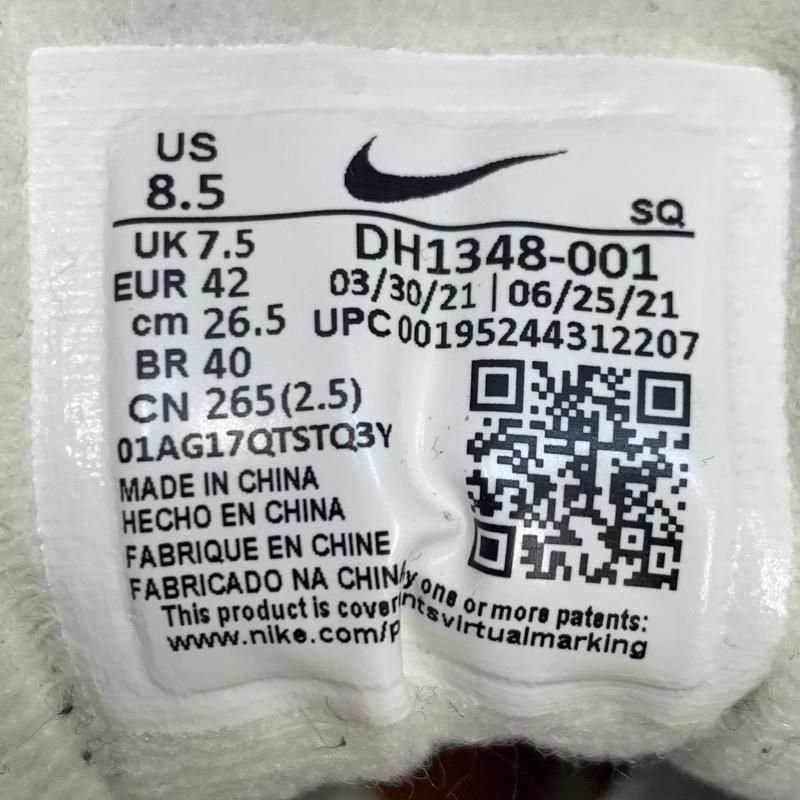 US
8.5
SQ
UK 7.5
EUR 42
cm 26.5
BR 40
CN 265(2.5)
01AG17QTSTQ3Y
DH1348-001
03/30/21 | 06/25/21
UPC 00195244312207
MADE IN CHINA
HECHO EN CHINA
FABRIQUE EN CHINE
FABRICADO NA CHIN
This product is cover y one or more patents:
www.nike.com/p ntsvirtualmarking